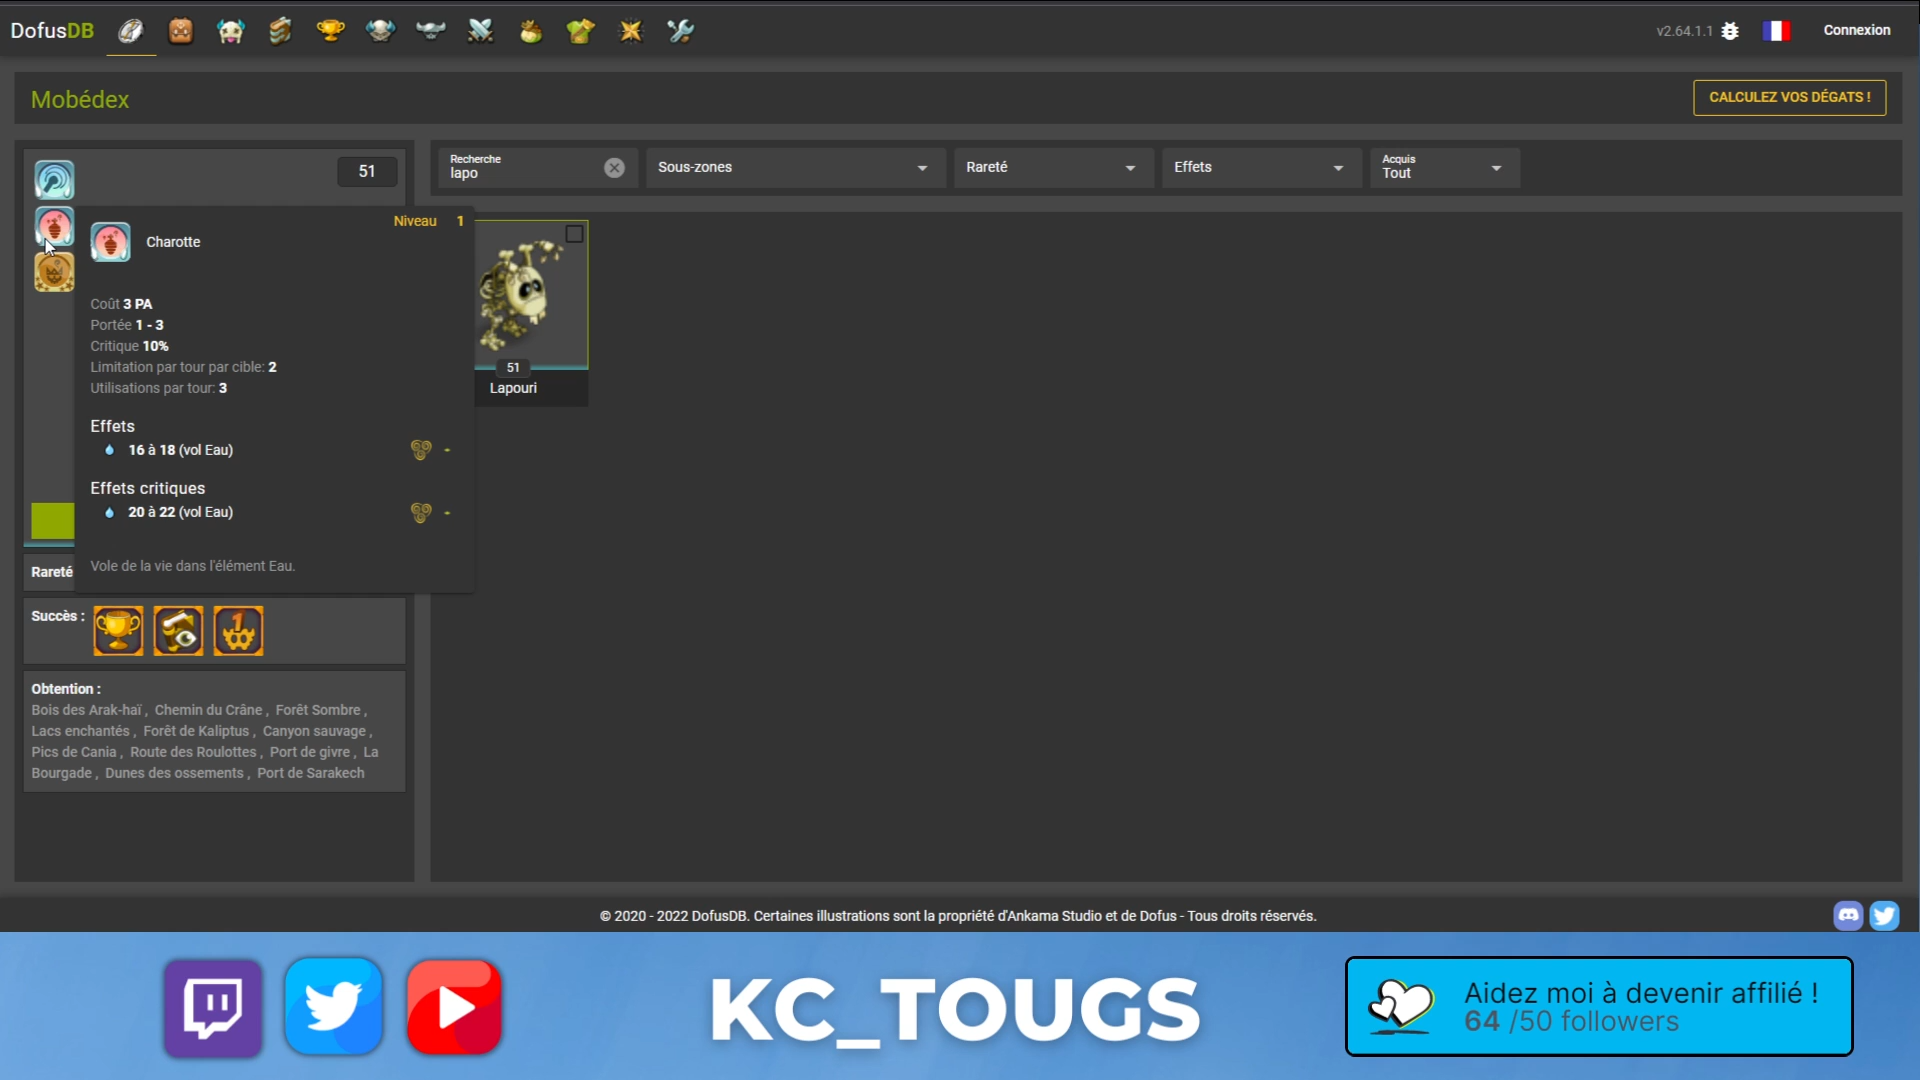 DofusDB
v2.64.1.1
Connexion
Mobédex
CALCULEZ VOS DÉGATS !
51
Recherche
lapo
Sous-zones
Rareté
Effets
Acquis
Tout
Niveau 1
Charotte
Coût 3 PA
Portée 1 - 3
Critique 10%
Limitation par tour par cible: 2
Utilisations par tour: 3
Effets
16 à 18 (vol Eau)
Effets critiques
20 à 22 (vol Eau)
Vole de la vie dans l'élément Eau.
51
Lapouri
Rareté
Succès :
1
Obtention :
Bois des Arak-haï , Chemin du Crâne , Forêt Sombre ,
Lacs enchantés , Forêt de Kaliptus , Canyon sauvage ,
Pics de Cania , Route des Roulottes , Port de givre , La
Bourgade , Dunes des ossements , Port de Sarakech
© 2020 - 2022 DofusDB. Certaines illustrations sont la propriété d'Ankama Studio et de Dofus - Tous droits réservés.
KC_TOUGS
Aidez moi à devenir affilié !
64 /50 followers